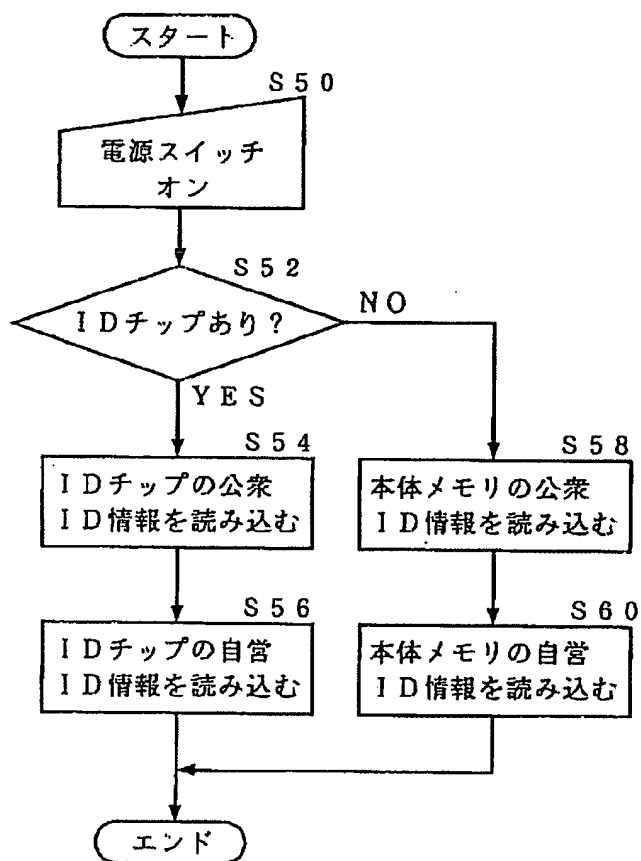 スタート
S50
電源スイッチ
オン
S52
IDチップあり?
NO
YES
S54
IDチップの公衆
ID情報を読み込む
S58
本体メモリの公衆
ID情報を読み込む
S56
IDチップの自営
ID情報を読み込む
S60
本体メモリの自営
ID情報を読み込む
エンド